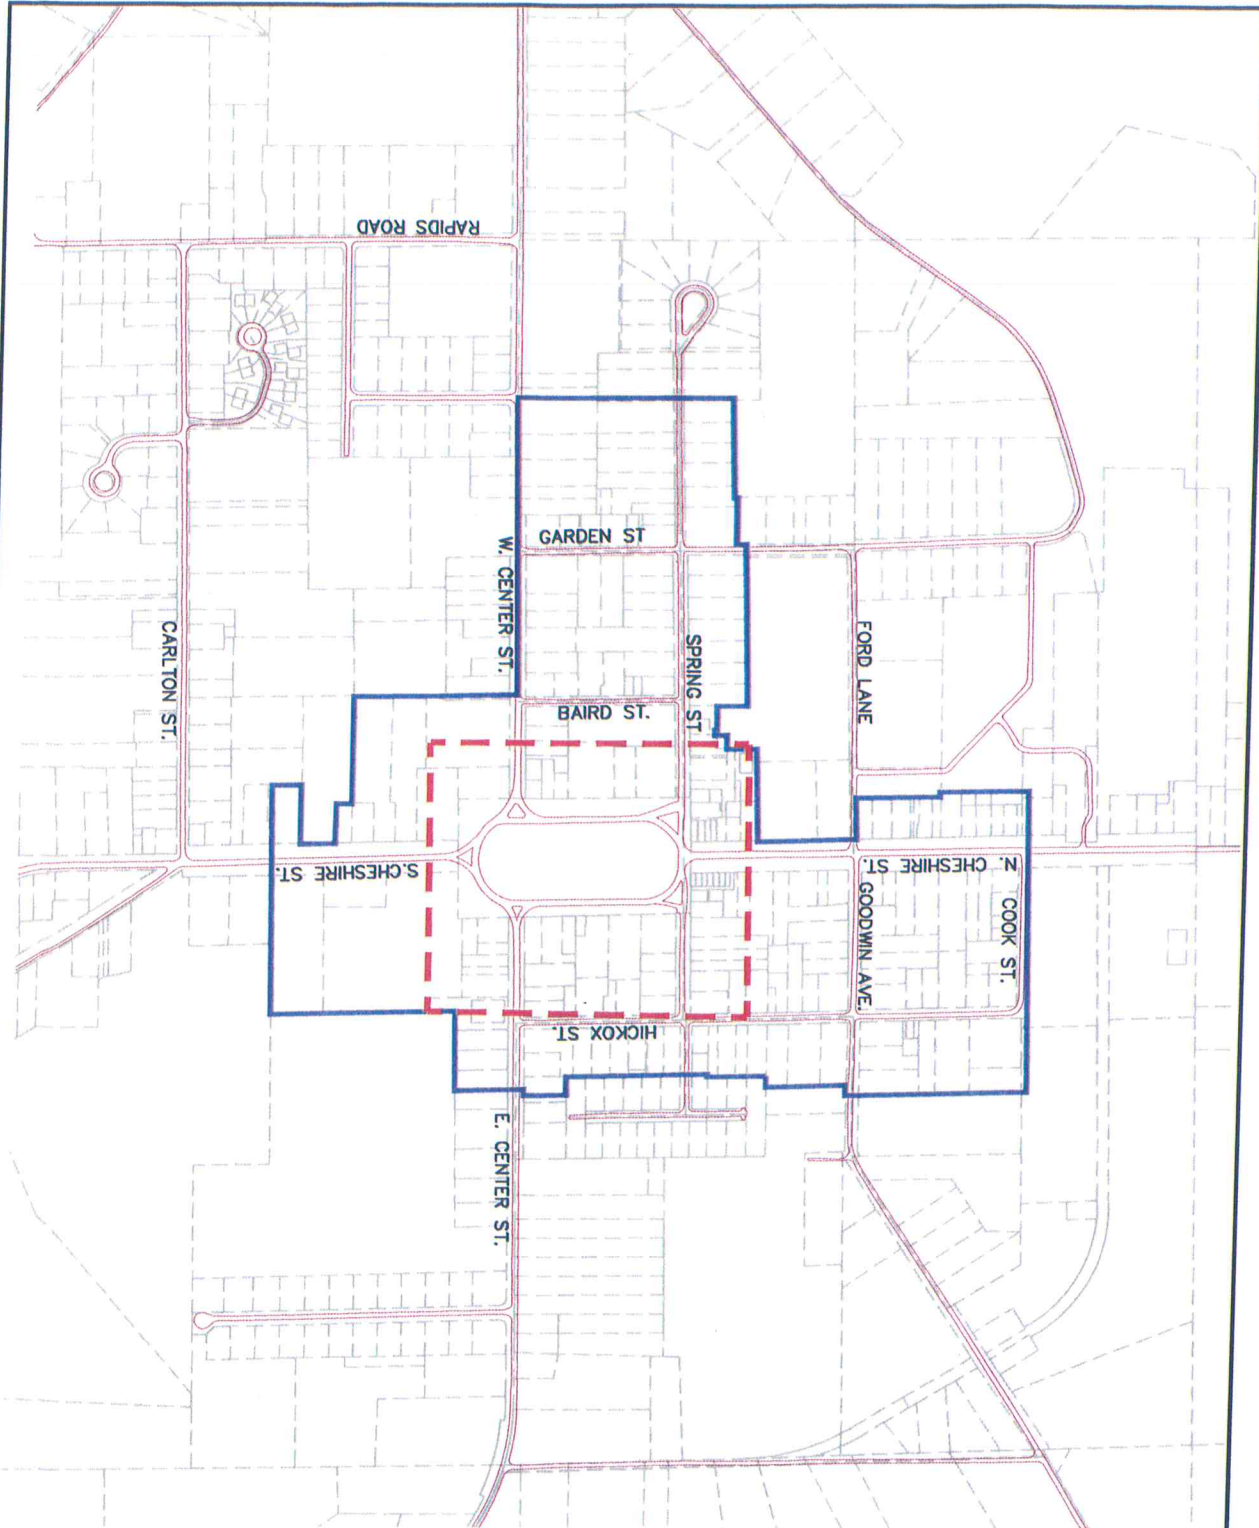 RAPIDS ROAD
GARDEN ST
W. CENTER ST.
SPRING ST
FORD LANE
CARLTON ST.
BAIRD ST.
S.CHESHIRE ST.
N. CHESHIRE ST.
GOODWIN AVE.
COOK ST.
HICKOX ST.
E. CENTER ST.